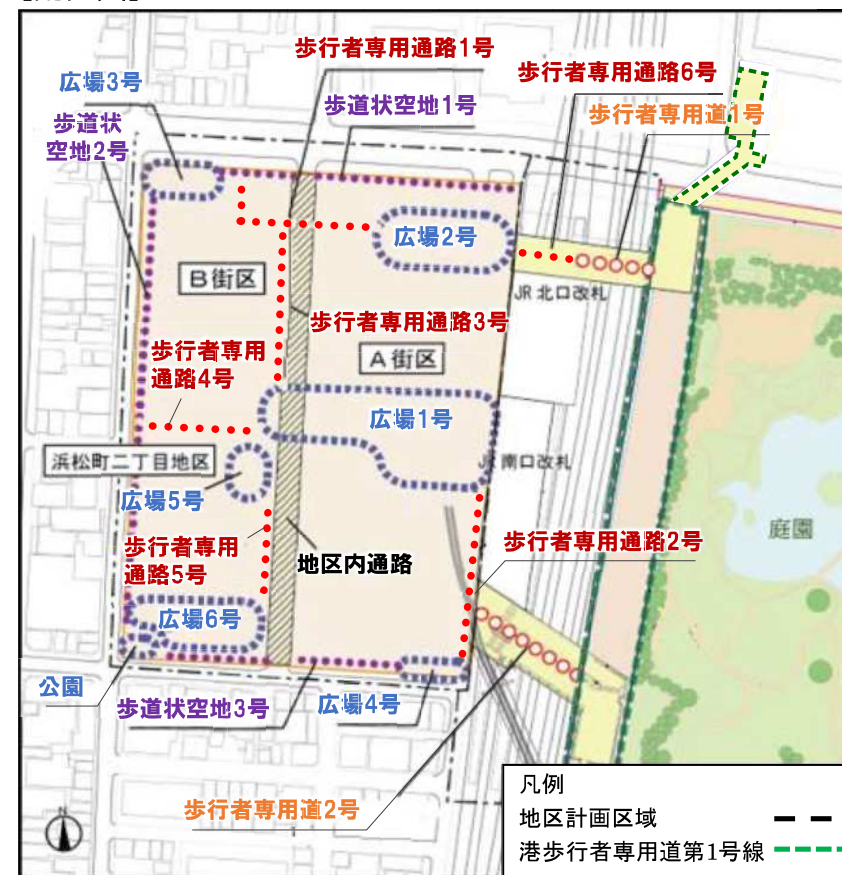 歩行者専用通路1号
広場3号
歩行者専用通路6号
歩道状空地1号
歩行者専用道1号
歩道状
空地2号
広場2号
B街区
JR 北口改札
歩行者専用通路3号
歩行者専用
通路4号
A街区
広場1号
浜松町二丁目地区
JR 南口改札
広場5号
庭園
歩行者専用
通路5号
歩行者専用通路2号
地区内通路
広場6号
公園
歩道状空地3号
広場4号
凡例
歩行者専用道2号
地区計画区域
N
港歩行者専用道第1号線